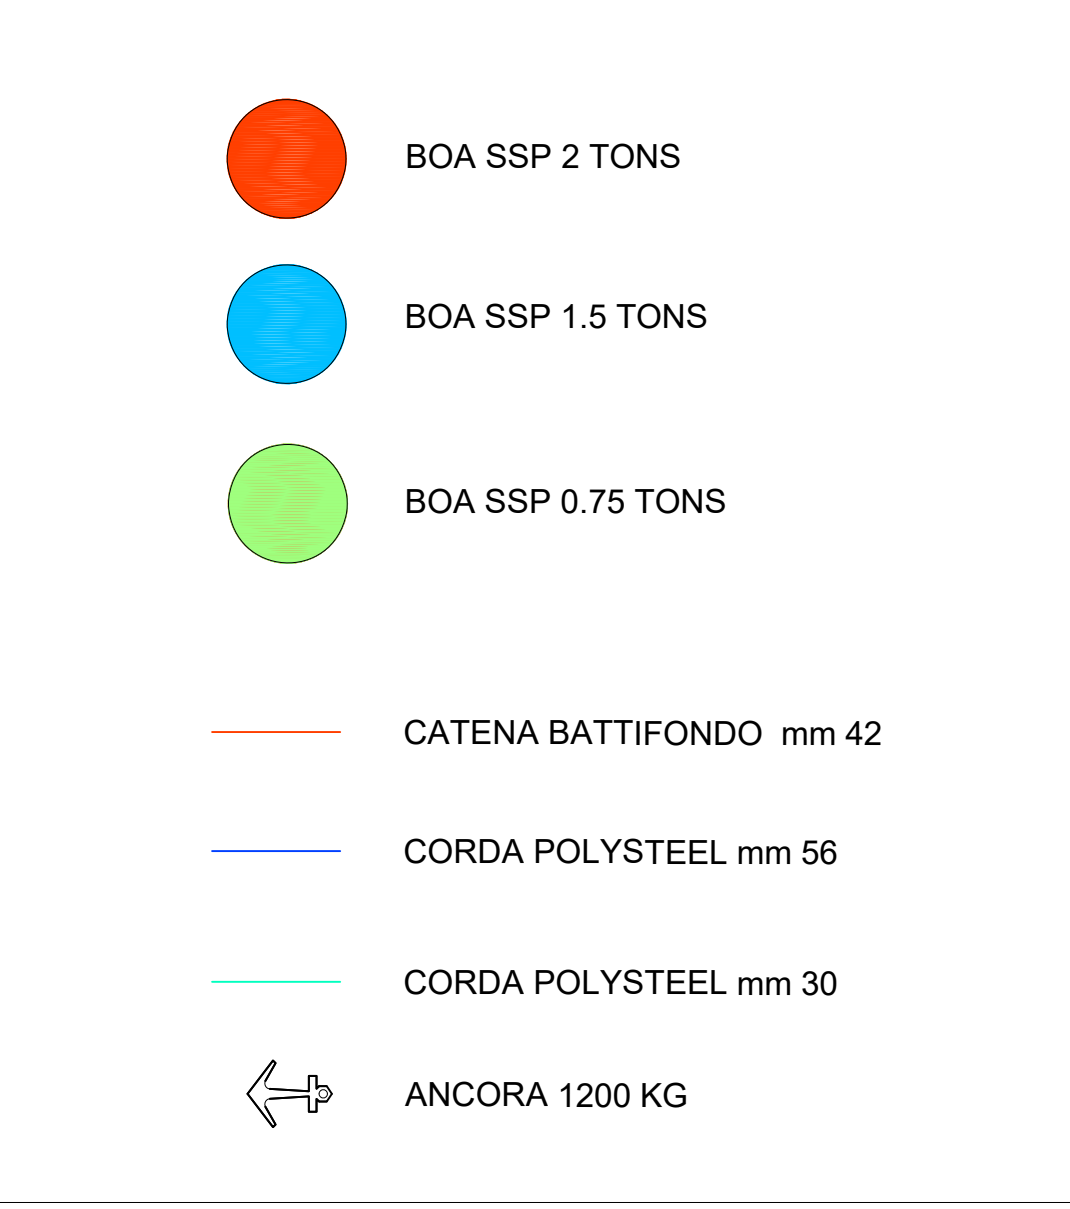 BOA SSP 2 TONS
BOA SSP 1.5 TONS
BOA SSP 0.75 TONS
CATENA BATTIFONDO  mm 42
CORDA POLYSTEEL mm 56
CORDA POLYSTEEL mm 30
ANCORA 1200 KG